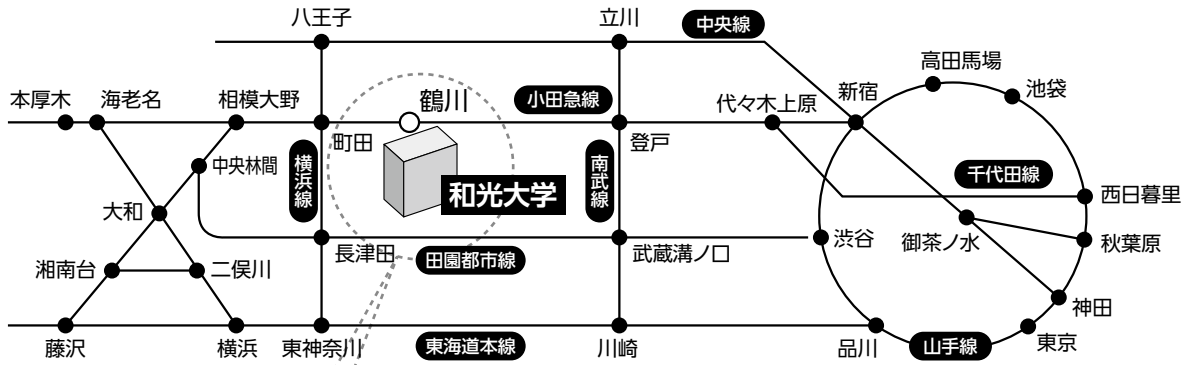 八王子
立川
中央線
高田馬場
池袋
本厚木
海老名
相模大野
鶴川
小田急線
代々木上原
新宿
町田
登戸
中央林間
横浜線
南武線
千代田線
和光大学
西日暮里
大和
御茶ノ水
長津田
武蔵溝ノ口
渋谷
秋葉原
湘南台
二俣川
田園都市線
神田
藤沢
横浜
東神奈川
東海道本線
川崎
品川
山手線
東京